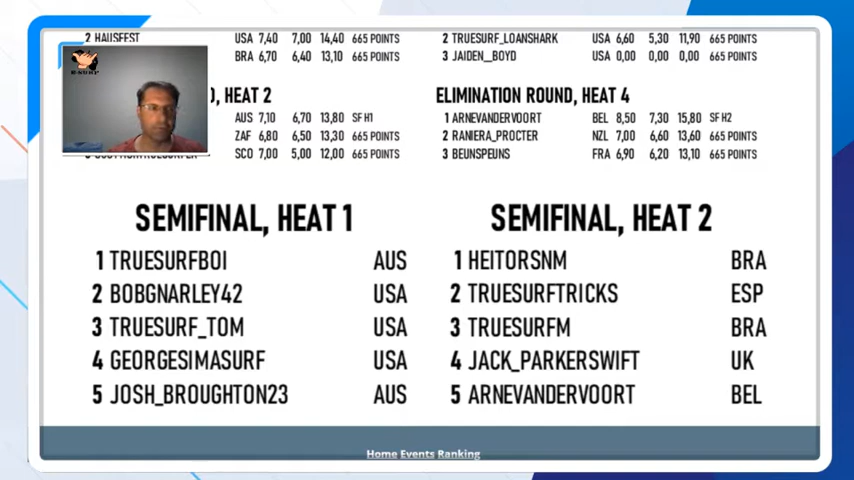 2 HAUSFEST USA 7,40 7,00 14,40 665 POINTS
BRA 6,70 6,40 13,10 665 POINTS
2 TRUESURF_LOANSHARK USA 6,60 5,30 11,90 665 POINTS
3 JAIDEN__BOYD USA 0,00 0,00 0,00 665 POINTS
, HEAT 2
AUS 7,10 6,70 13,80 SF H1
ZAF 6,80 6,50 13,30 665 POINTS
SCO 7,00 5,00 12,00 665 POINTS
ELIMINATION ROUND, HEAT 4
1 ARNEVANDERVOORT BEL 8,50 7,30 15,80 SF H2
2 RANIERA_PROCTER NZL 7,00 6,60 13,60 665 POINTS
3 BEUNSPEUNS FRA 6,90 6,20 13,10 665 POINTS
SEMIFINAL, HEAT 1
1 TRUESURFBOI AUS
2 BOBGNARLEY42 USA
3 TRUESURF_TOM USA
4 GEORGESIMASURF USA
5 JOSH_BROUGHTON23 AUS
SEMIFINAL, HEAT 2
1 HEITORSNM BRA
2 TRUESURFTRICKS ESP
3 TRUESURFM BRA
4 JACK_PARKERSWIFT UK
5 ARNEVANDERVOORT BEL
Home Events Ranking